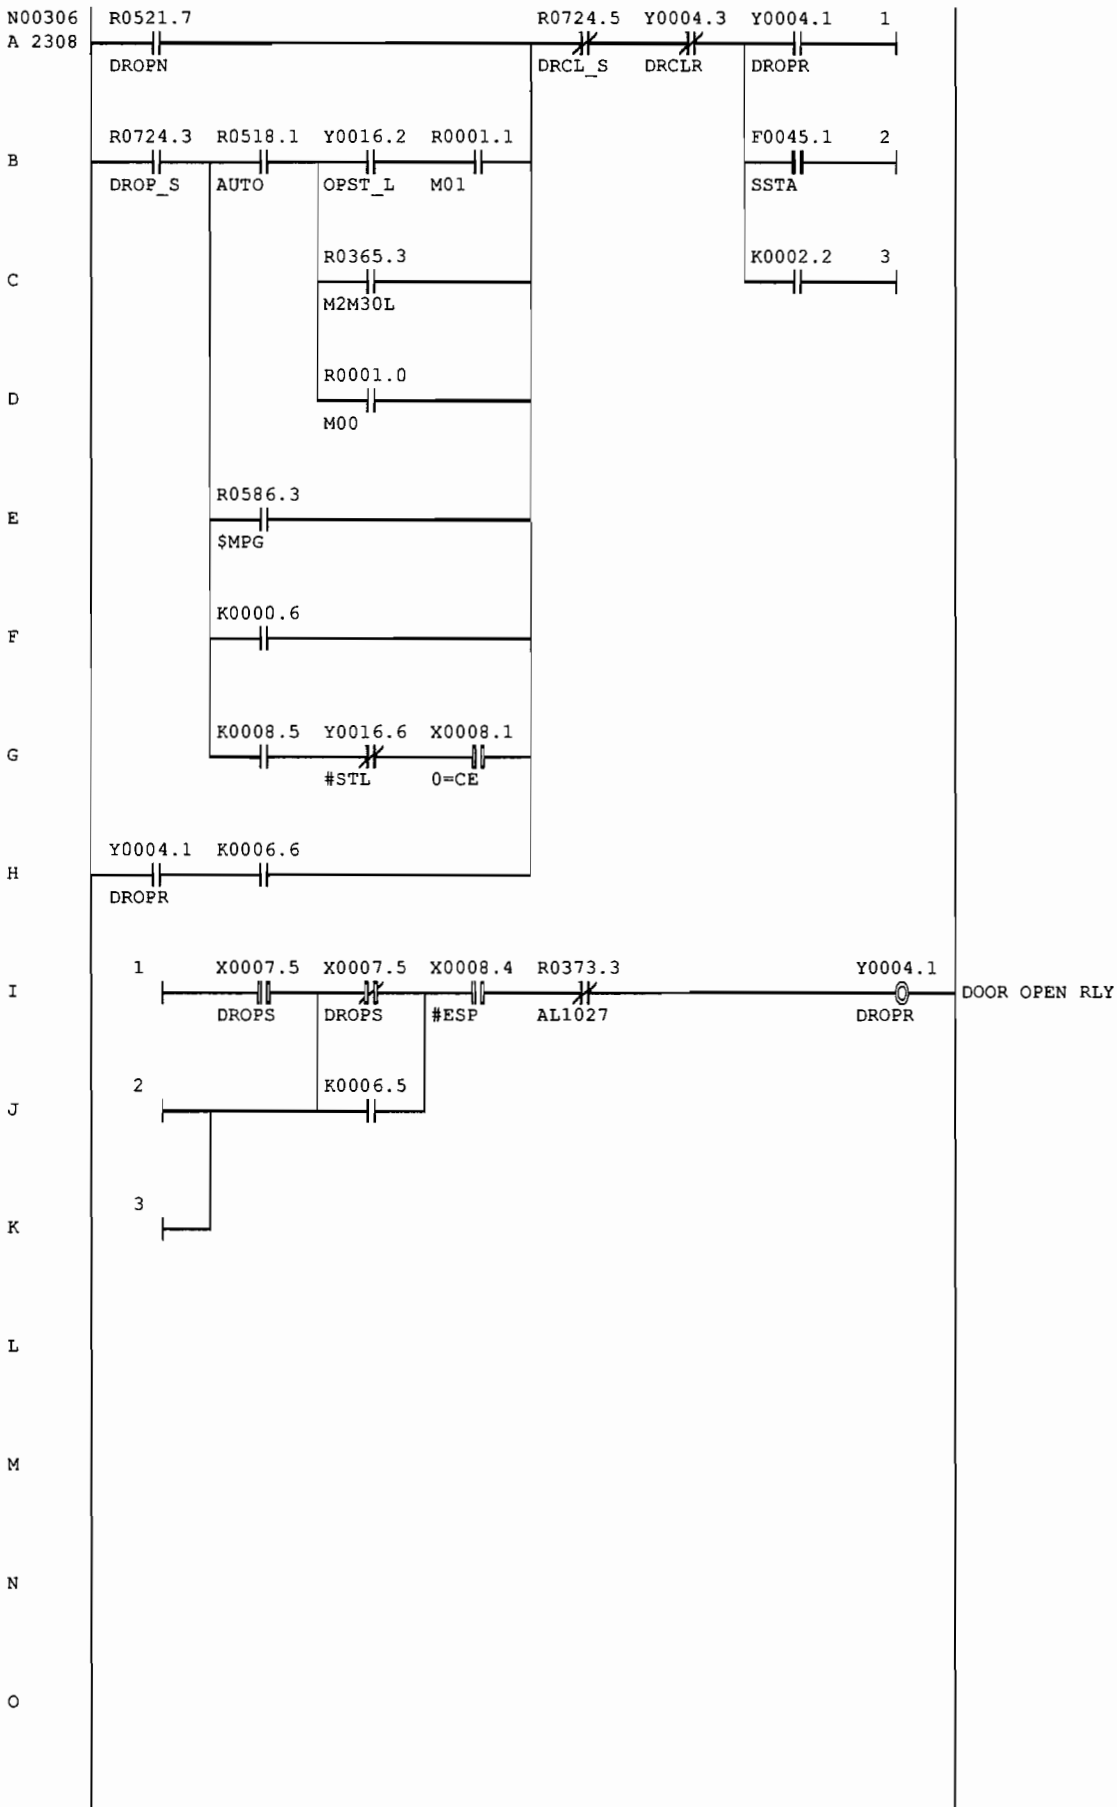 N00306 R0521.7 R0724.5 Y0004.3 Y0004.1 1
A 2308
DROPN DRCL_S DRCLR DROPR
R0724.3 R0518.1 Y0016.2 R0001.1 F0045.1 2
B
DROP_S AUTO OPST_L M01 SSTA
R0365.3 K0002.2 3
C
M2M30L
R0001.0
D
M00
R0586.3
E
$MPG
K0000.6
F
K0008.5 Y0016.6 X0008.1
G
#STL 0=CE
Y0004.1 K0006.6
H
DROPR
1 X0007.5 X0007.5 X0008.4 R0373.3 Y0004.1
I DOOR OPEN RLY
DROPS DROPS #ESP AL1027 DROPR
2 K0006.5
J
3
K
L
M
N
O